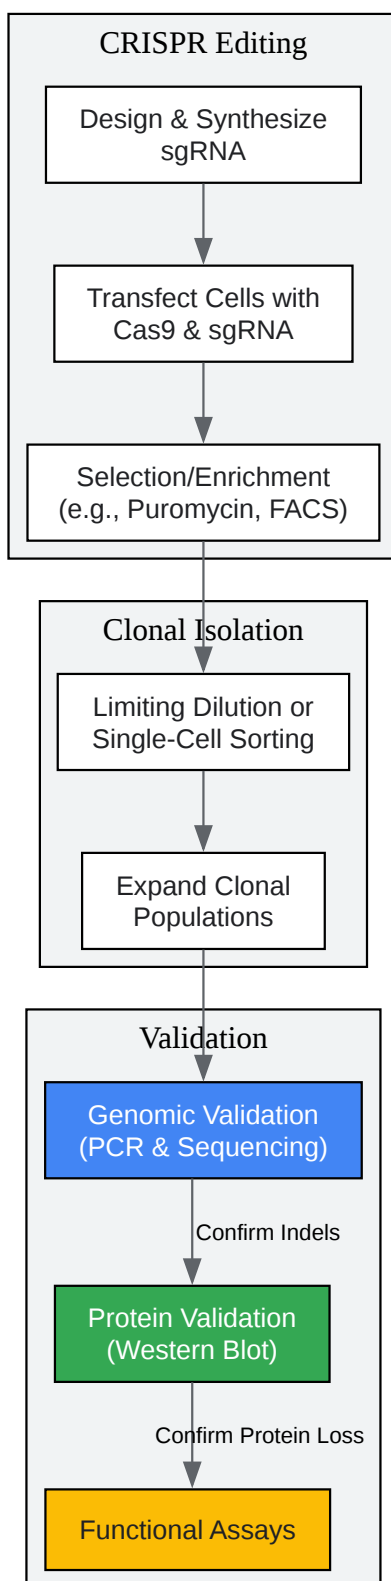 CRISPR Editing
Design & Synthesize
sgRNA
Transfect Cells with
Cas9 & sgRNA
Selection/Enrichment
(e.g., Puromycin, FACS)
Clonal Isolation
Limiting Dilution or
Single-Cell Sorting
Expand Clonal
Populations
Validation
Genomic Validation
(PCR & Sequencing)
Confirm Indels
Protein Validation
(Western Blot)
Confirm Protein Loss
Functional Assays